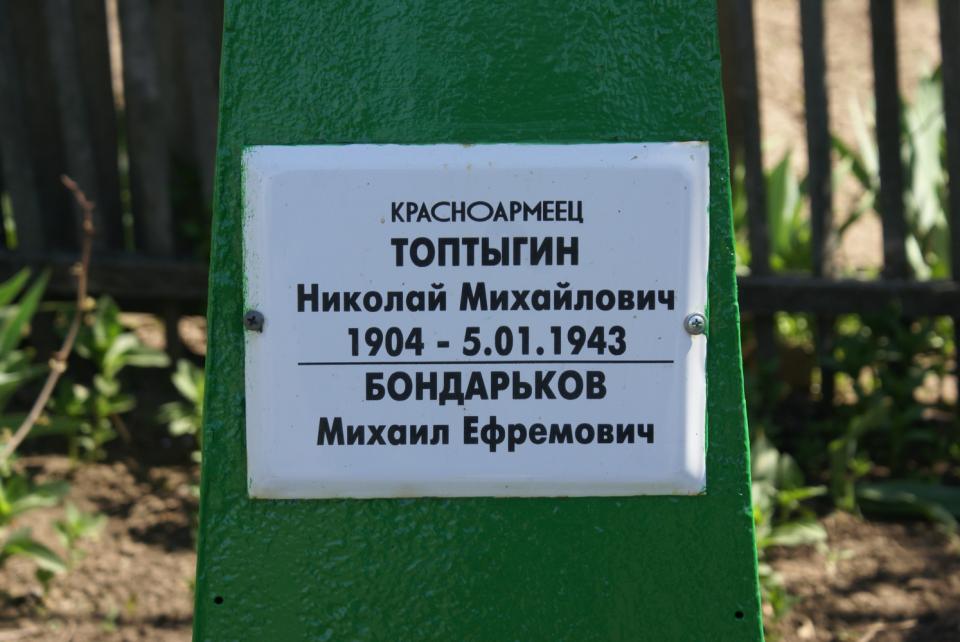 КРАСНОАРМЕЕЦ
ТОПТЫГИН
Николай Михайлович
1904 - 5.01.1943
БОНДАРЬКОВ
Михаил Ефремович